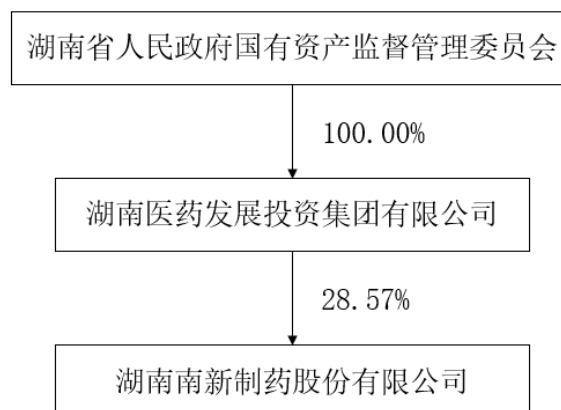 湖南省人民政府国有资产监督管理委员会
100.00%
湖南医药发展投资集团有限公司
28.57%
湖南南新制药股份有限公司